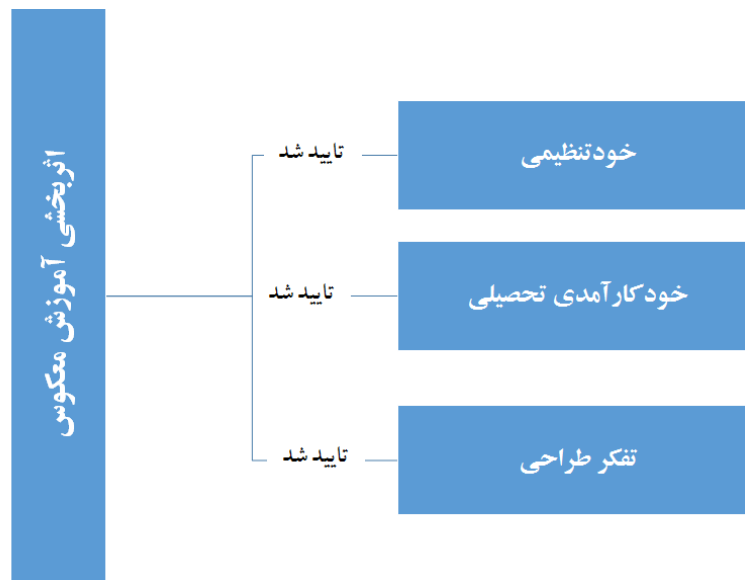 اثربخشی آموزش معکوس
تایید شد
خودتنظیمی
تایید شد
خودکارآمدی تحصیلی
تایید شد
تفکر طراحی